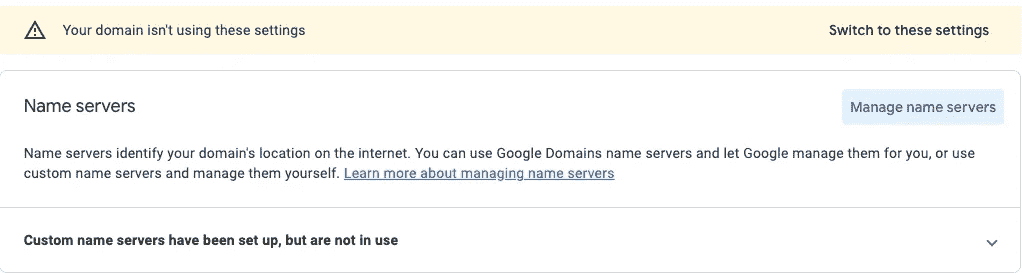 Your domain isn't using these settings
Switch to these settings
Name servers
Manage name servers
Name servers identify your domain's location on the internet. You can use Google Domains name servers and let Google manage them for you, or use
custom name servers and manage them yourself. Learn more about managing name servers
Custom name servers have been set up, but are not in use